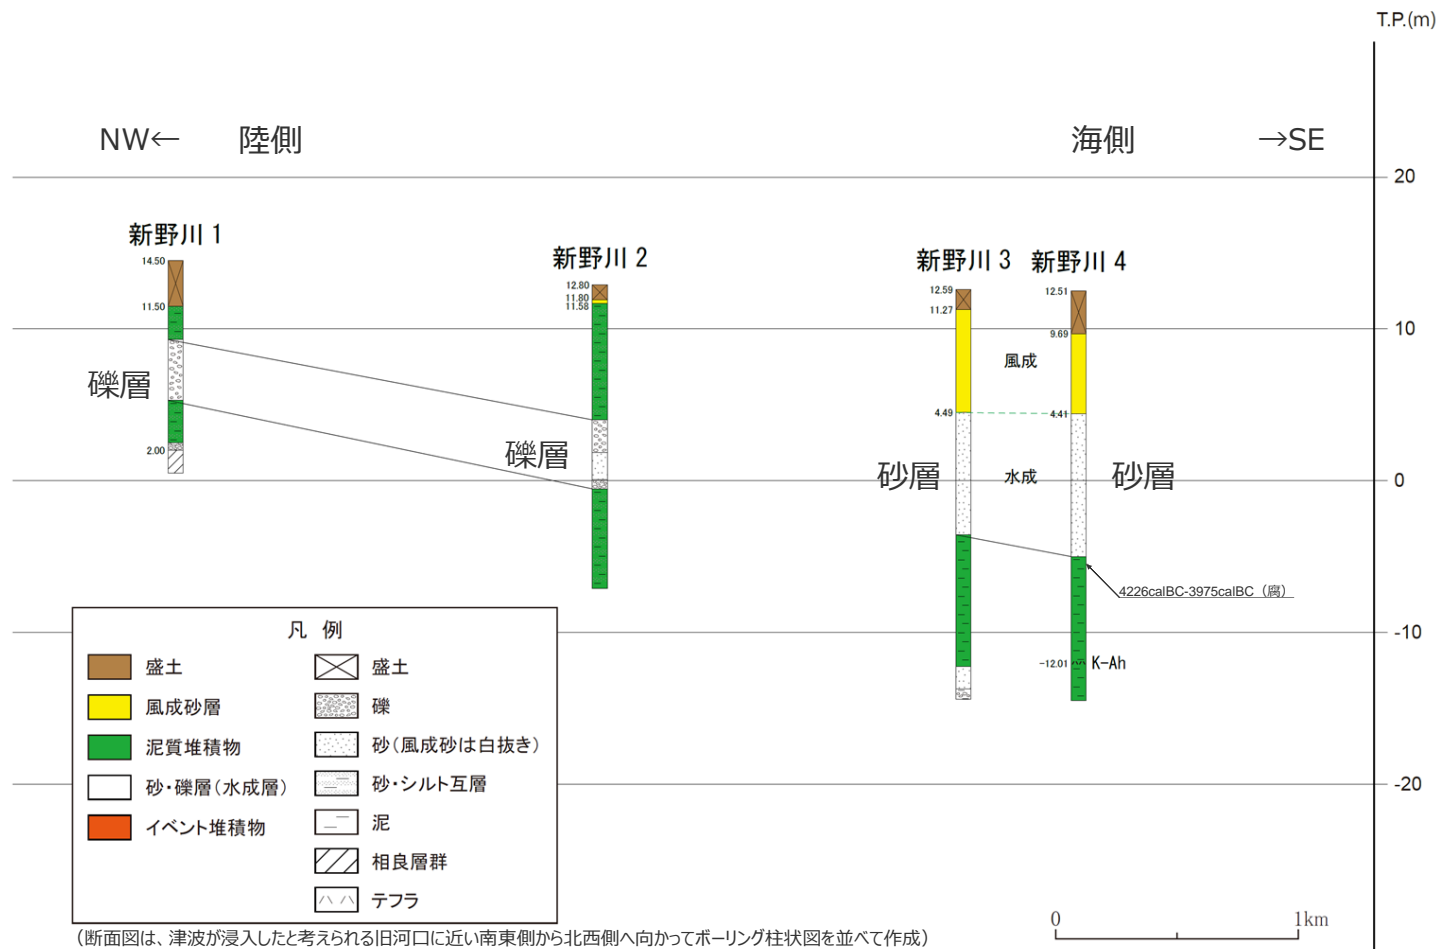 T.P.(m)
NW← 陸側 海側 →SE
20
10
0
-10
-20
新野川 1
14.50
11.50
2.00
礫層
新野川 2
12.80
11.80
11.58
礫層
新野川 3
12.59
11.27
4.49
砂層
風成
水成
新野川 4
12.51
9.69
4.41
砂層
4226calBC-3975calBC（腐）
-12.01 K-Ah
凡 例
盛土
風成砂層
泥質堆積物
砂・礫層(水成層)
イベント堆積物
盛土
礫
砂(風成砂は白抜き)
砂・シルト互層
泥
相良層群
テフラ
0 1km
（断面図は、津波が浸入したと考えられる旧河口に近い南東側から北西側へ向かってボーリング柱状図を並べて作成）